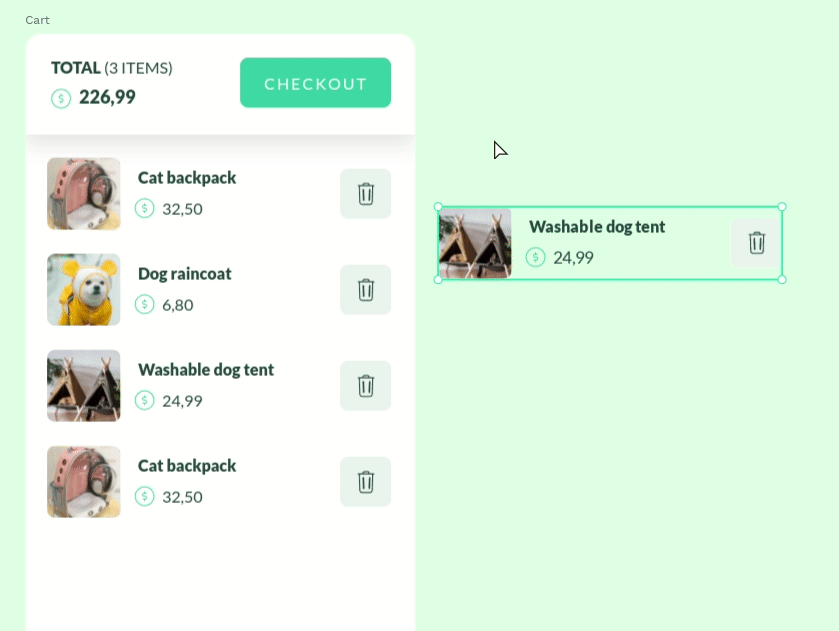 Cart
TOTAL (3 ITEMS)
$ 226,99
CHECKOUT
Cat backpack
$ 32,50
Dog raincoat
$ 6,80
Washable dog tent
$ 24,99
Cat backpack
$ 32,50
Washable dog tent
$ 24,99